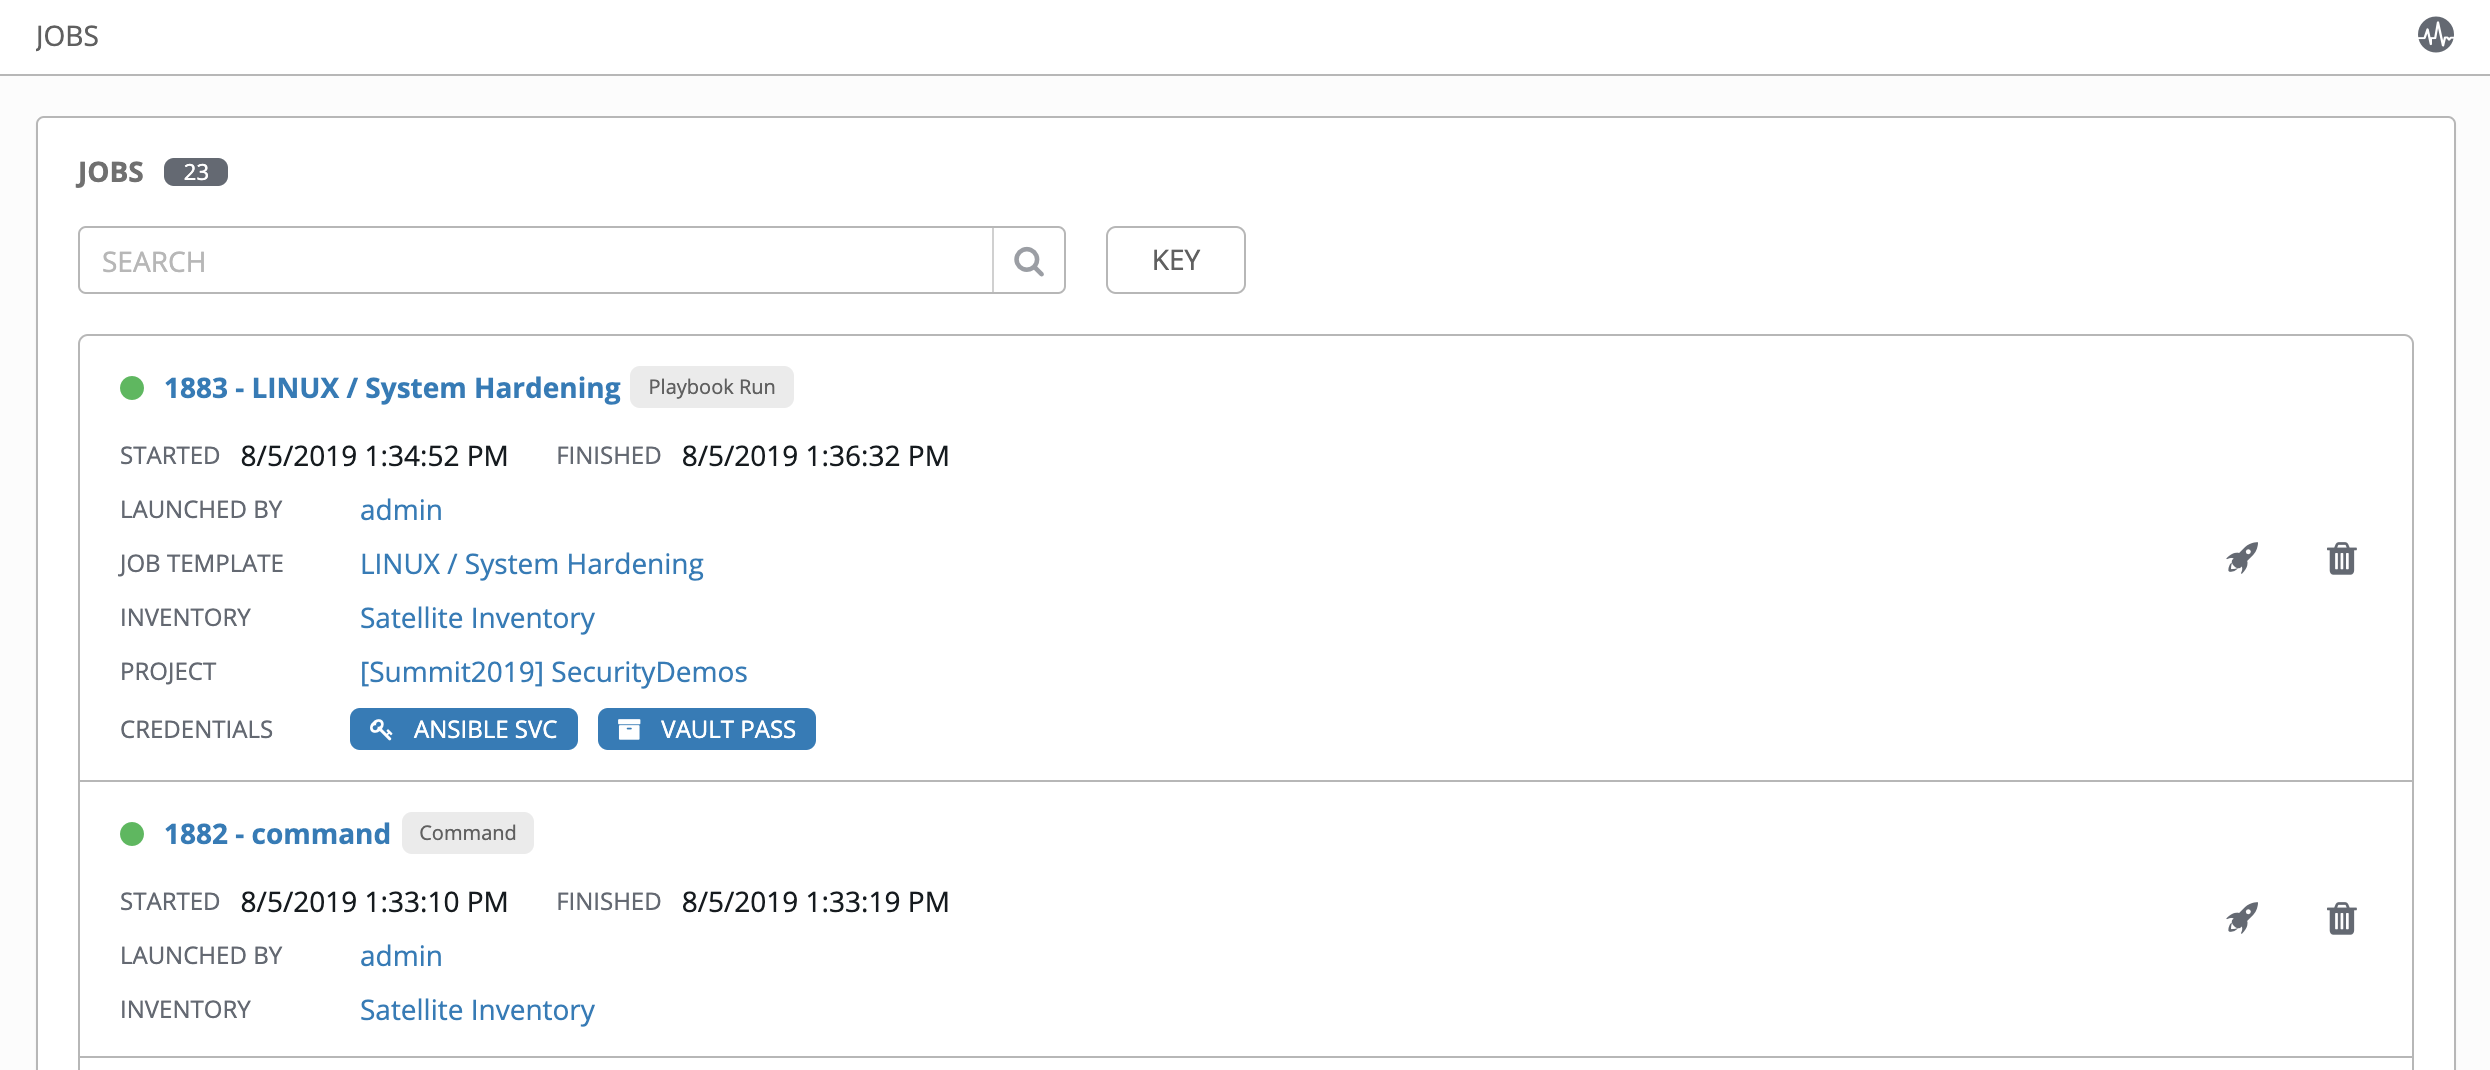 JOBS
JOBS 23
SEARCH KEY
1883 - LINUX / System Hardening Playbook Run
STARTED 8/5/2019 1:34:52 PM FINISHED 8/5/2019 1:36:32 PM
LAUNCHED BY admin
JOB TEMPLATE LINUX / System Hardening
INVENTORY Satellite Inventory
PROJECT [Summit2019] SecurityDemos
CREDENTIALS ANSIBLE SVC VAULT PASS
1882 - command Command
STARTED 8/5/2019 1:33:10 PM FINISHED 8/5/2019 1:33:19 PM
LAUNCHED BY admin
INVENTORY Satellite Inventory